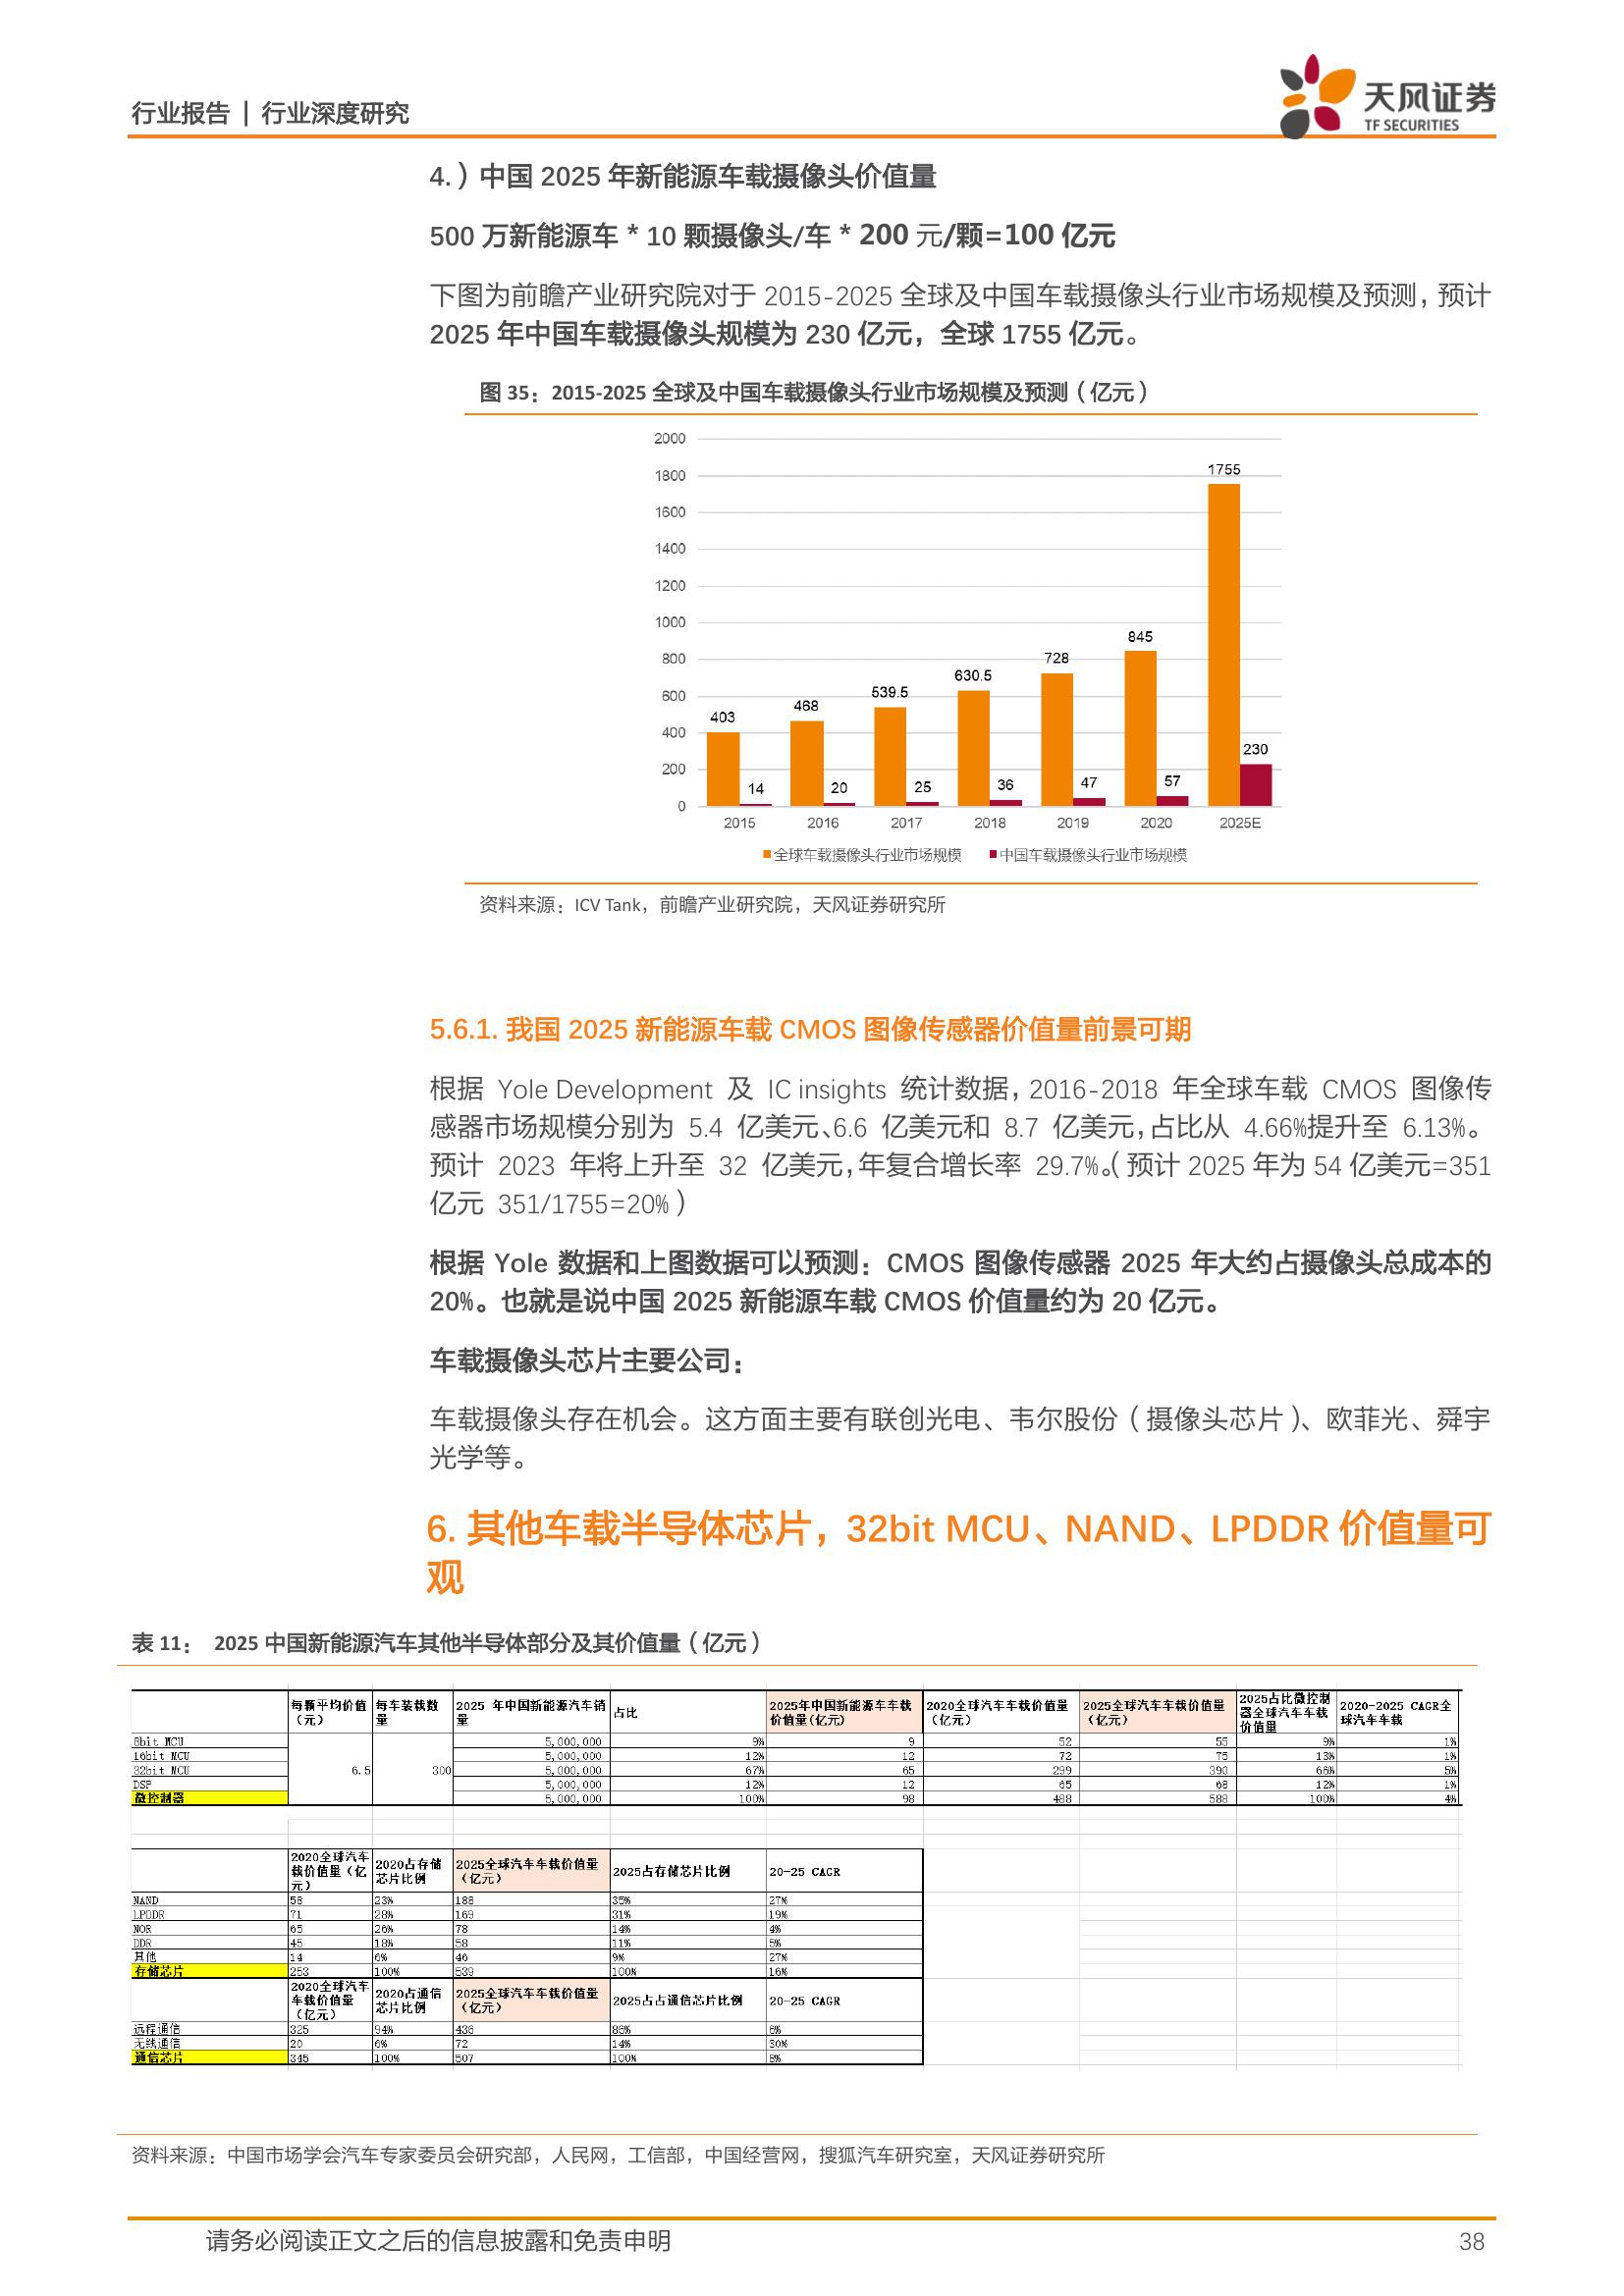 行业报告 | 行业深度研究
天风证券
TF SECURITIES
4.）中国 2025 年新能源车载摄像头价值量
500 万新能源车 * 10 颗摄像头/车 * 200 元/颗=100 亿元
下图为前瞻产业研究院对于 2015-2025 全球及中国车载摄像头行业市场规模及预测，预计
2025 年中国车载摄像头规模为 230 亿元，全球 1755 亿元。
图 35：2015-2025 全球及中国车载摄像头行业市场规模及预测（亿元）
2000
1800
1600
1400
1200
1000
800
600
400
200
0
403 14 468 20 539.5 25 630.5 36 728 47 845 57 1755 230
2015 2016 2017 2018 2019 2020 2025E
全球车载摄像头行业市场规模 中国车载摄像头行业市场规模
资料来源：ICV Tank，前瞻产业研究院，天风证券研究所
5.6.1. 我国 2025 新能源车载 CMOS 图像传感器价值量前景可期
根据 Yole Development 及 IC insights 统计数据，2016-2018 年全球车载 CMOS 图像传
感器市场规模分别为 5.4 亿美元、6.6 亿美元和 8.7 亿美元，占比从 4.66%提升至 6.13%。
预计 2023 年将上升至 32 亿美元，年复合增长率 29.7%。（预计 2025 年为 54 亿美元=351
亿元 351/1755=20%）
根据 Yole 数据和上图数据可以预测：CMOS 图像传感器 2025 年大约占摄像头总成本的
20%。也就是说中国 2025 新能源车载 CMOS 价值量约为 20 亿元。
车载摄像头芯片主要公司：
车载摄像头存在机会。这方面主要有联创光电、韦尔股份（摄像头芯片）、欧菲光、舜宇
光学等。
6. 其他车载半导体芯片，32bit MCU、NAND、LPDDR 价值量可
观
表 11： 2025 中国新能源汽车其他半导体部分及其价值量（亿元）
每颗平均价值（元） 每车装载数量 2025 年中国新能源汽车销量 占比 2025年中国新能源车车载价值量(亿元) 2020全球汽车车载价值量（亿元） 2025全球汽车车载价值量（亿元） 2025占比微控制器全球汽车车载价值量 2020-2025 CAGR全球汽车车载
8bit MCU 5,000,000 9% 9 52 55 9% 1%
16bit MCU 5,000,000 12% 12 72 75 13% 1%
32bit MCU 6.5 300 5,000,000 67% 65 299 390 66% 5%
DSP 5,000,000 12% 12 65 68 12% 1%
微控制器 5,000,000 100% 98 488 588 100% 4%
2020全球汽车车载价值量（亿元） 2020占存储芯片比例 2025全球汽车车载价值量（亿元） 2025占存储芯片比例 20-25 CAGR
NAND 58 23% 188 35% 27%
LPDDR 71 28% 169 31% 19%
NOR 65 26% 78 14% 4%
DDR 45 18% 58 11% 5%
其他 14 6% 46 9% 27%
存储芯片 253 100% 539 100% 16%
2020全球汽车车载价值量（亿元） 2020占通信芯片比例 2025全球汽车车载价值量（亿元） 2025占占通信芯片比例 20-25 CAGR
远程通信 325 94% 436 86% 6%
无线通信 20 6% 72 14% 30%
通信芯片 345 100% 507 100% 8%
资料来源：中国市场学会汽车专家委员会研究部，人民网，工信部，中国经营网，搜狐汽车研究室，天风证券研究所
请务必阅读正文之后的信息披露和免责申明 38